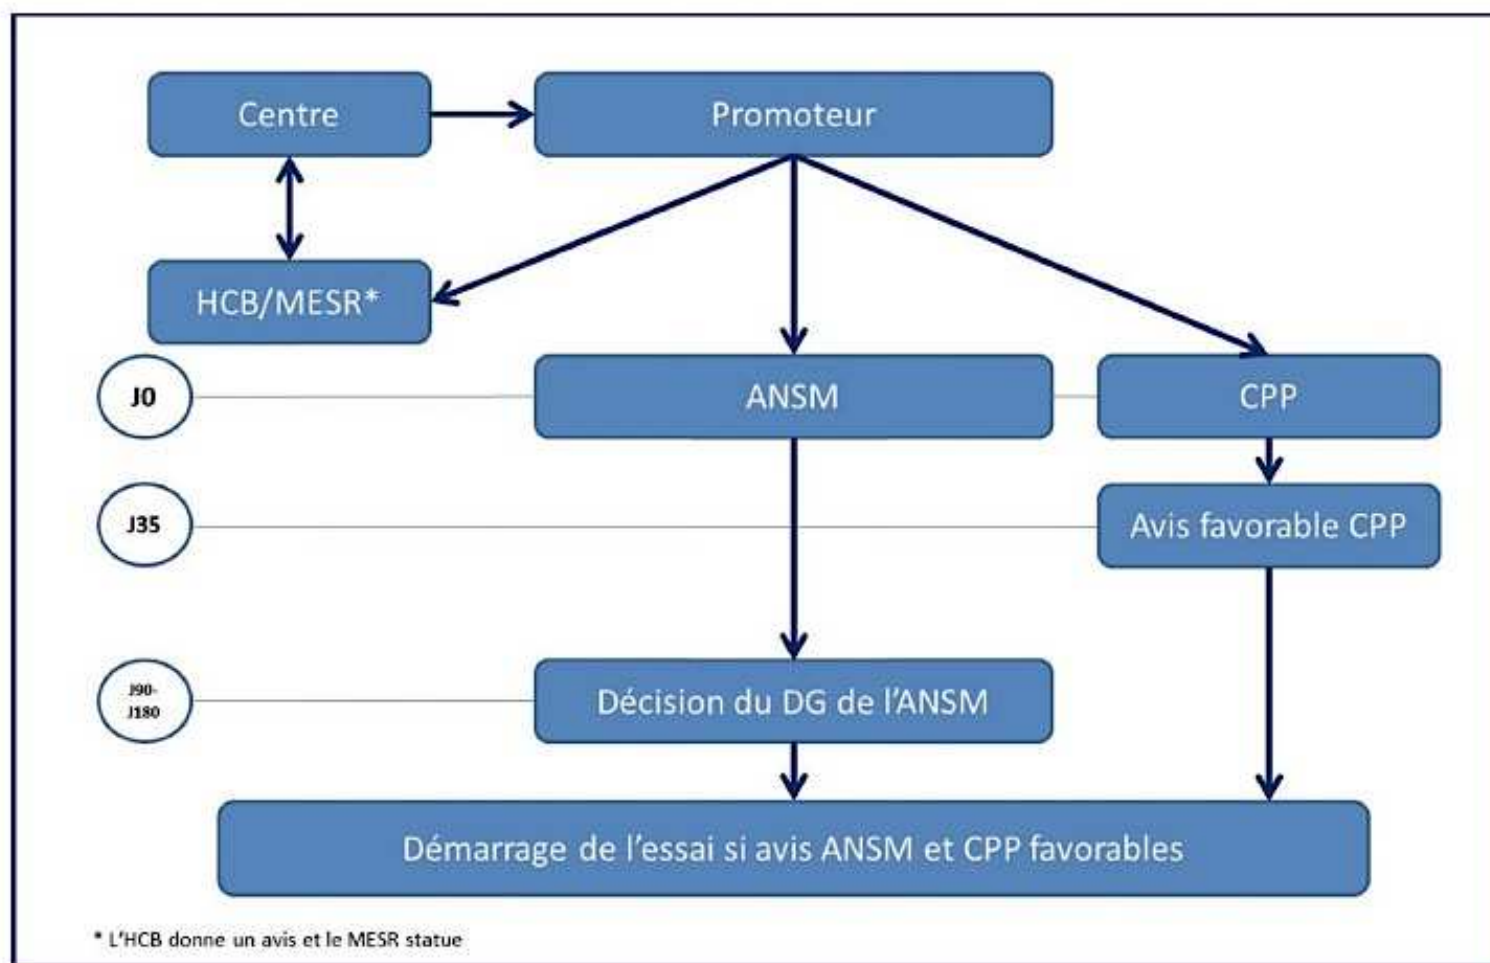 Centre
Promoteur
HCB/MESR*
J0
ANSM
CPP
J35
Avis favorable CPP
J90-
J180
Décision du DG de l'ANSM
Démarrage de l'essai si avis ANSM et CPP favorables
* L'HCB donne un avis et le MESR statue